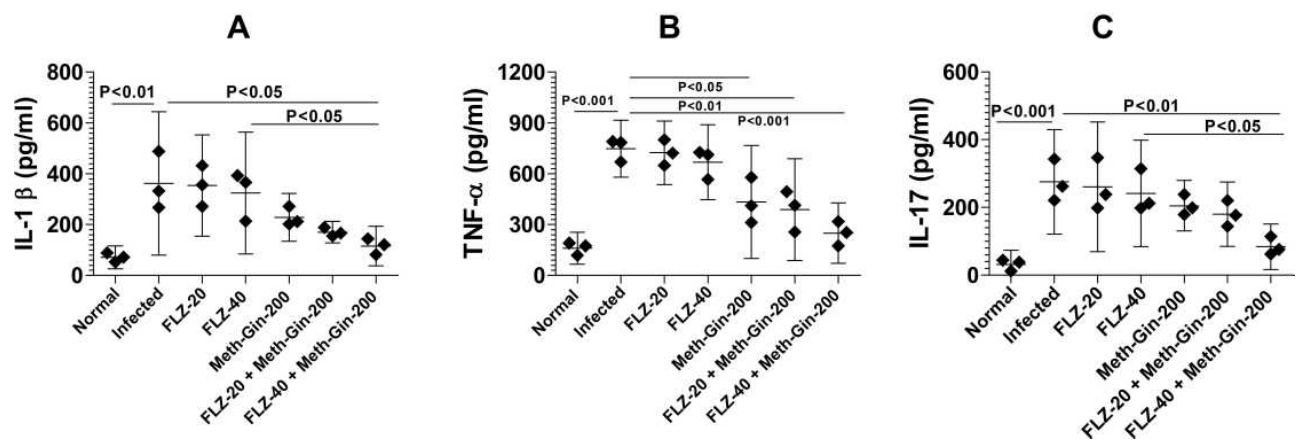 A
IL-1 β (pg/ml)
800
600
400
200
0
P<0.01
P<0.05
P<0.05
Normal
Infected
FLZ-20
FLZ-40
Meth-Gin-200
FLZ-20 + Meth-Gin-200
FLZ-40 + Meth-Gin-200
B
TNF-α (pg/ml)
1200
900
600
300
0
P<0.001
P<0.05
P<0.01
P<0.001
Normal
Infected
FLZ-20
FLZ-40
Meth-Gin-200
FLZ-20 + Meth-Gin-200
FLZ-40 + Meth-Gin-200
C
IL-17 (pg/ml)
600
400
200
0
P<0.001
P<0.01
P<0.05
Normal
Infected
FLZ-20
FLZ-40
Meth-Gin-200
FLZ-20 + Meth-Gin-200
FLZ-40 + Meth-Gin-200